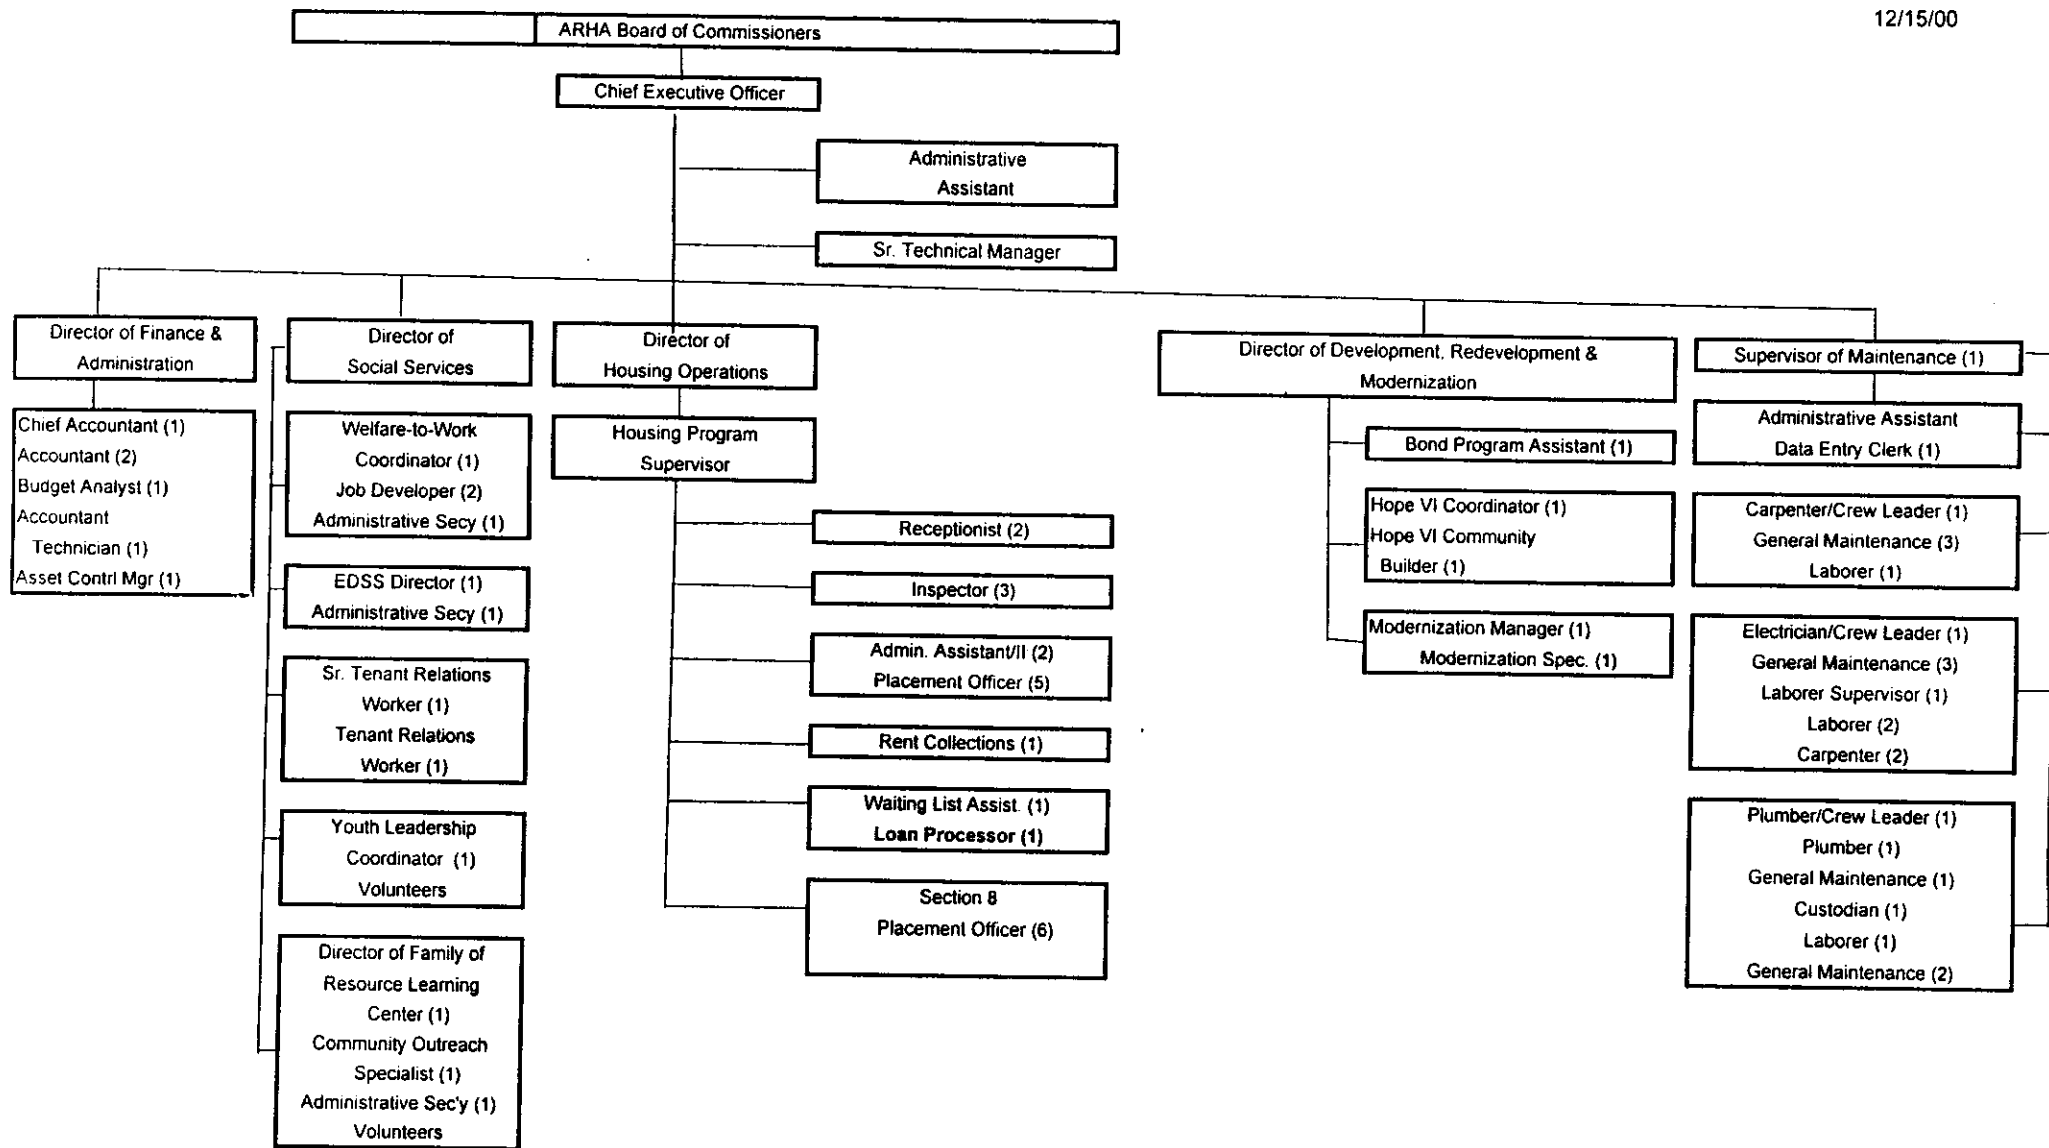 12/15/00
ARHA Board of Commissioners
Chief Executive Officer
Administrative
Assistant
Sr. Technical Manager
Director of Finance &
Administration
Chief Accountant (1)
Accountant (2)
Budget Analyst (1)
Accountant
Technician (1)
Asset Contrl Mgr (1)
Director of
Social Services
Welfare-to-Work
Coordinator (1)
Job Developer (2)
Administrative Secy (1)
EDSS Director (1)
Administrative Secy (1)
Sr. Tenant Relations
Worker (1)
Tenant Relations
Worker (1)
Youth Leadership
Coordinator (1)
Volunteers
Director of Family of
Resource Learning
Center (1)
Community Outreach
Specialist (1)
Administrative Sec'y (1)
Volunteers
Director of
Housing Operations
Housing Program
Supervisor
Receptionist (2)
Inspector (3)
Admin. Assistant/II (2)
Placement Officer (5)
Rent Collections (1)
Waiting List Assist. (1)
Loan Processor (1)
Section 8
Placement Officer (6)
Director of Development, Redevelopment &
Modernization
Bond Program Assistant (1)
Hope VI Coordinator (1)
Hope VI Community
Builder (1)
Modernization Manager (1)
Modernization Spec. (1)
Supervisor of Maintenance (1)
Administrative Assistant
Data Entry Clerk (1)
Carpenter/Crew Leader (1)
General Maintenance (3)
Laborer (1)
Electrician/Crew Leader (1)
General Maintenance (3)
Laborer Supervisor (1)
Laborer (2)
Carpenter (2)
Plumber/Crew Leader (1)
Plumber (1)
General Maintenance (1)
Custodian (1)
Laborer (1)
General Maintenance (2)